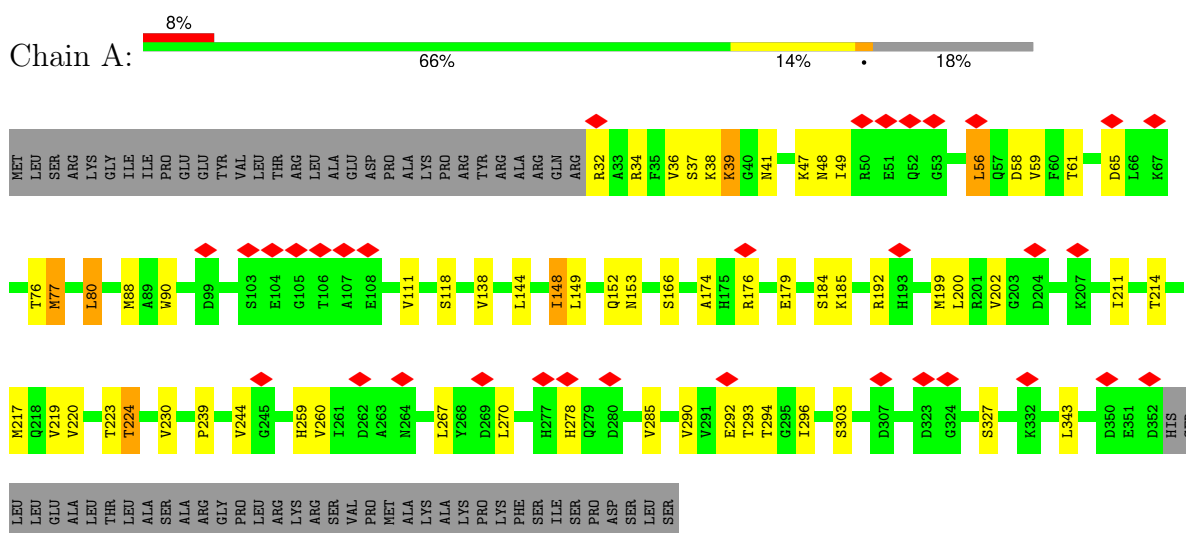 8%
Chain A:
66% 14% • 18%
MET LEU SER ARG LYS GLY ILE ILE PRO GLU GLU TYR VAL LEU THR ARG LEU ALA GLU ASP PRO ALA LYS PRO ARG TYR ARG ALA ARG GLN ARG R32 A33 R34 F35 V36 S37 K38 K39 G40 N41 K47 N48 I49 R50 E51 Q52 G53 L56 Q57 D58 V59 F60 T61 D65 L66 K67
T76 M77 L80 M88 A89 W90 D99 S103 E104 G105 T106 A107 E108 V111 S118 V138 L144 I148 L149 Q152 N153 S166 A174 H175 R176 E179 S184 K185 R192 H193 M199 L200 R201 V202 G203 D204 K207 I211 T214
M217 Q218 V219 V220 T223 T224 V230 P239 V244 G245 H259 V260 I261 D262 A263 N264 L267 Y268 D269 L270 H277 H278 Q279 D280 V285 V290 V291 E292 T293 T294 G295 I296 S303 D307 D323 G324 S327 K332 L343 D350 E351 D352 HIS
LEU LEU GLU ALA LEU THR LEU ALA SER ALA ARG GLY PRO LEU ARG LYS ARG SER VAL PRO MET ALA LYS ALA LYS PRO LYS PHE SER ILE SER PRO ASP SER LEU SER